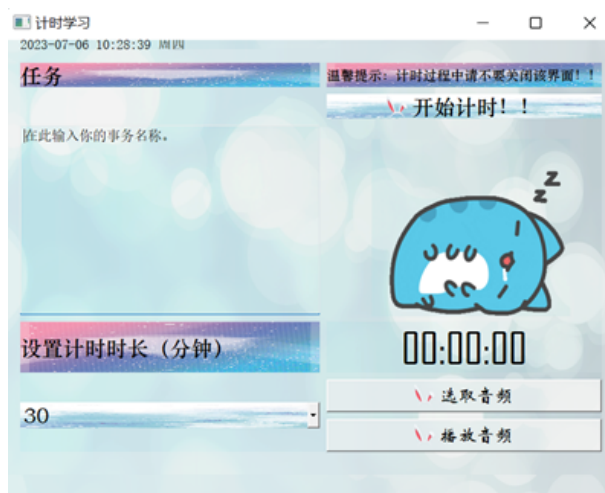 计时学习
2023-07-06 10:28:39 周四
任务
温馨提示：计时过程中请不要关闭该界面！！
开始计时！！
在此输入你的事务名称。
z
z
设置计时时长（分钟）
00:00:00
选取音频
30
播放音频